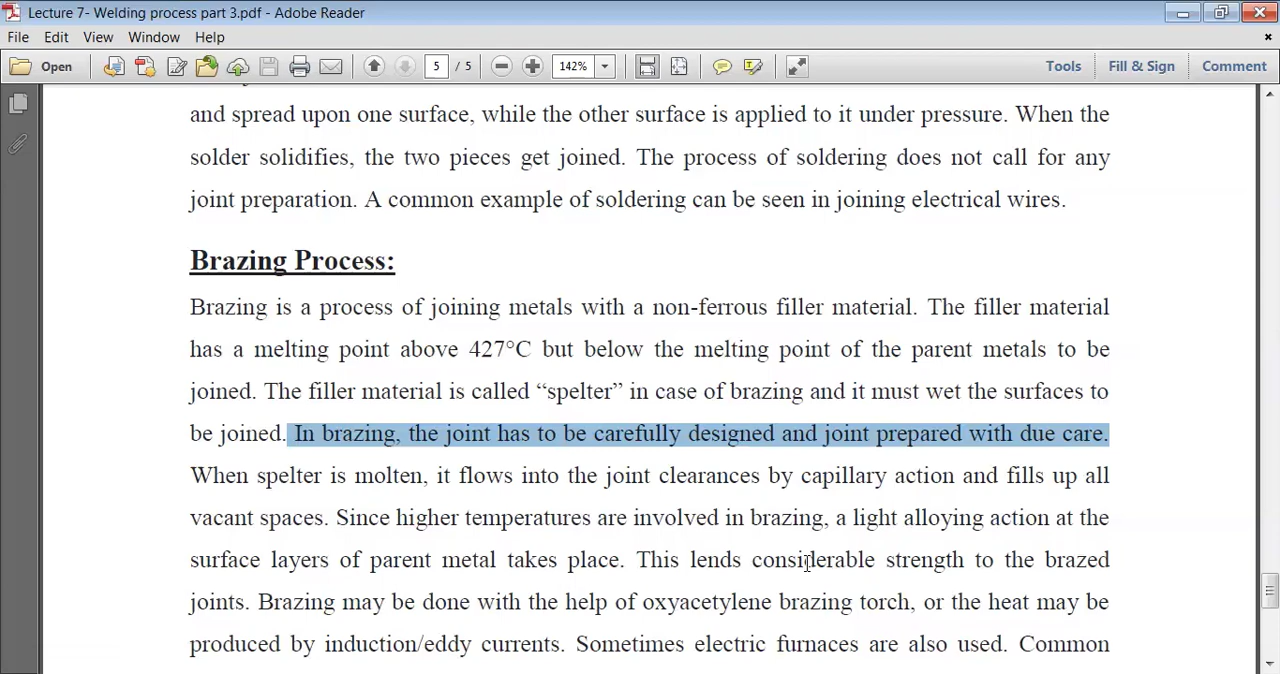 Lecture 7- Welding process part 3.pdf - Adobe Reader
File Edit View Window Help
Open 5 / 5 142% Tools Fill & Sign Comment
and spread upon one surface, while the other surface is applied to it under pressure. When the
solder solidifies, the two pieces get joined. The process of soldering does not call for any
joint preparation. A common example of soldering can be seen in joining electrical wires.
Brazing Process:
Brazing is a process of joining metals with a non-ferrous filler material. The filler material
has a melting point above 427°C but below the melting point of the parent metals to be
joined. The filler material is called “spelter” in case of brazing and it must wet the surfaces to
be joined. In brazing, the joint has to be carefully designed and joint prepared with due care.
When spelter is molten, it flows into the joint clearances by capillary action and fills up all
vacant spaces. Since higher temperatures are involved in brazing, a light alloying action at the
surface layers of parent metal takes place. This lends considerable strength to the brazed
joints. Brazing may be done with the help of oxyacetylene brazing torch, or the heat may be
produced by induction/eddy currents. Sometimes electric furnaces are also used. Common